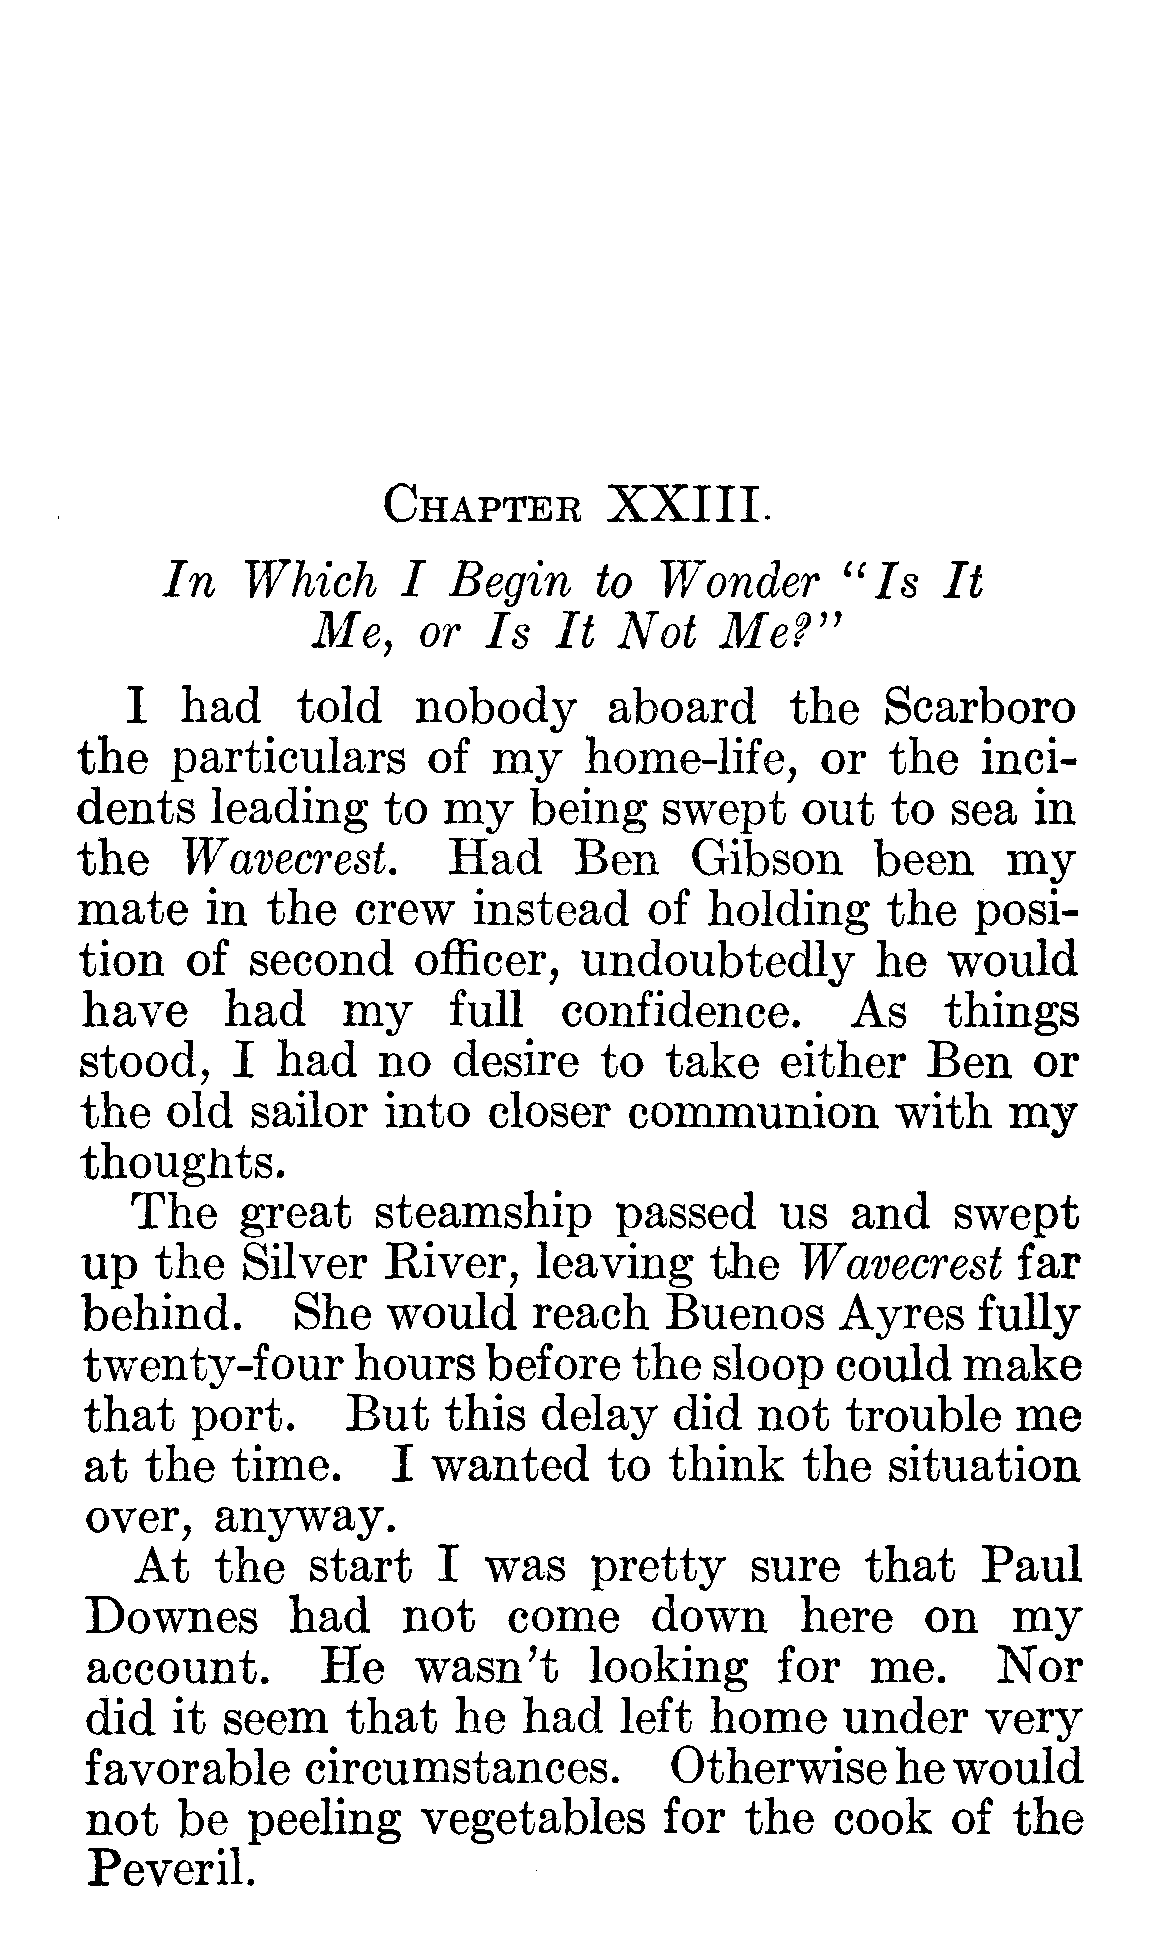 CHAPTER XXIII.
In Which I Begin to Wonder "Is It
Me, or Is It Not Me?"
I had told nobody aboard the Scarboro
the particulars of my home-life, or the inci-
dents leading to my being swept out to sea in
the Wavecrest. Had Ben Gibson been my
mate in the crew instead of holding the posi-
tion of second officer, undoubtedly he would
have had my full confidence. As things
stood, I had no desire to take either Ben or
the old sailor into closer communion with my
thoughts.
The great steamship passed us and swept
up the Silver River, leaving the Wavecrest far
behind. She would reach Buenos Ayres fully
twenty-four hours before the sloop could make
that port. But this delay did not trouble me
at the time. I wanted to think the situation
over, anyway.
At the start I was pretty sure that Paul
Downes had not come down here on my
account. He wasn't looking for me. Nor
did it seem that he had left home under very
favorable circumstances. Otherwise he would
not be peeling vegetables for the cook of the
Peveril.